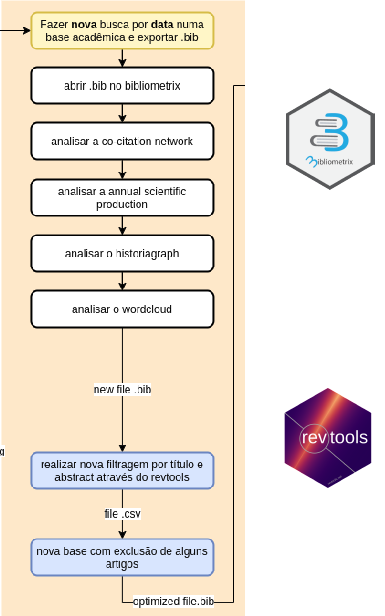 Fazer nova busca por data numa
base acadêmica e exportar .bib
abrir .bib no bibliometrix
analisar a co citation network
analisar a annual scientific
production
analisar o historiagraph
analisar o wordcloud
new file .bib
g
realizar nova filtragem por título e
abstract através do revtools
file .csv
nova base com exclusão de alguns
artigos
optimized file.bib
Bibliometrix
revtools